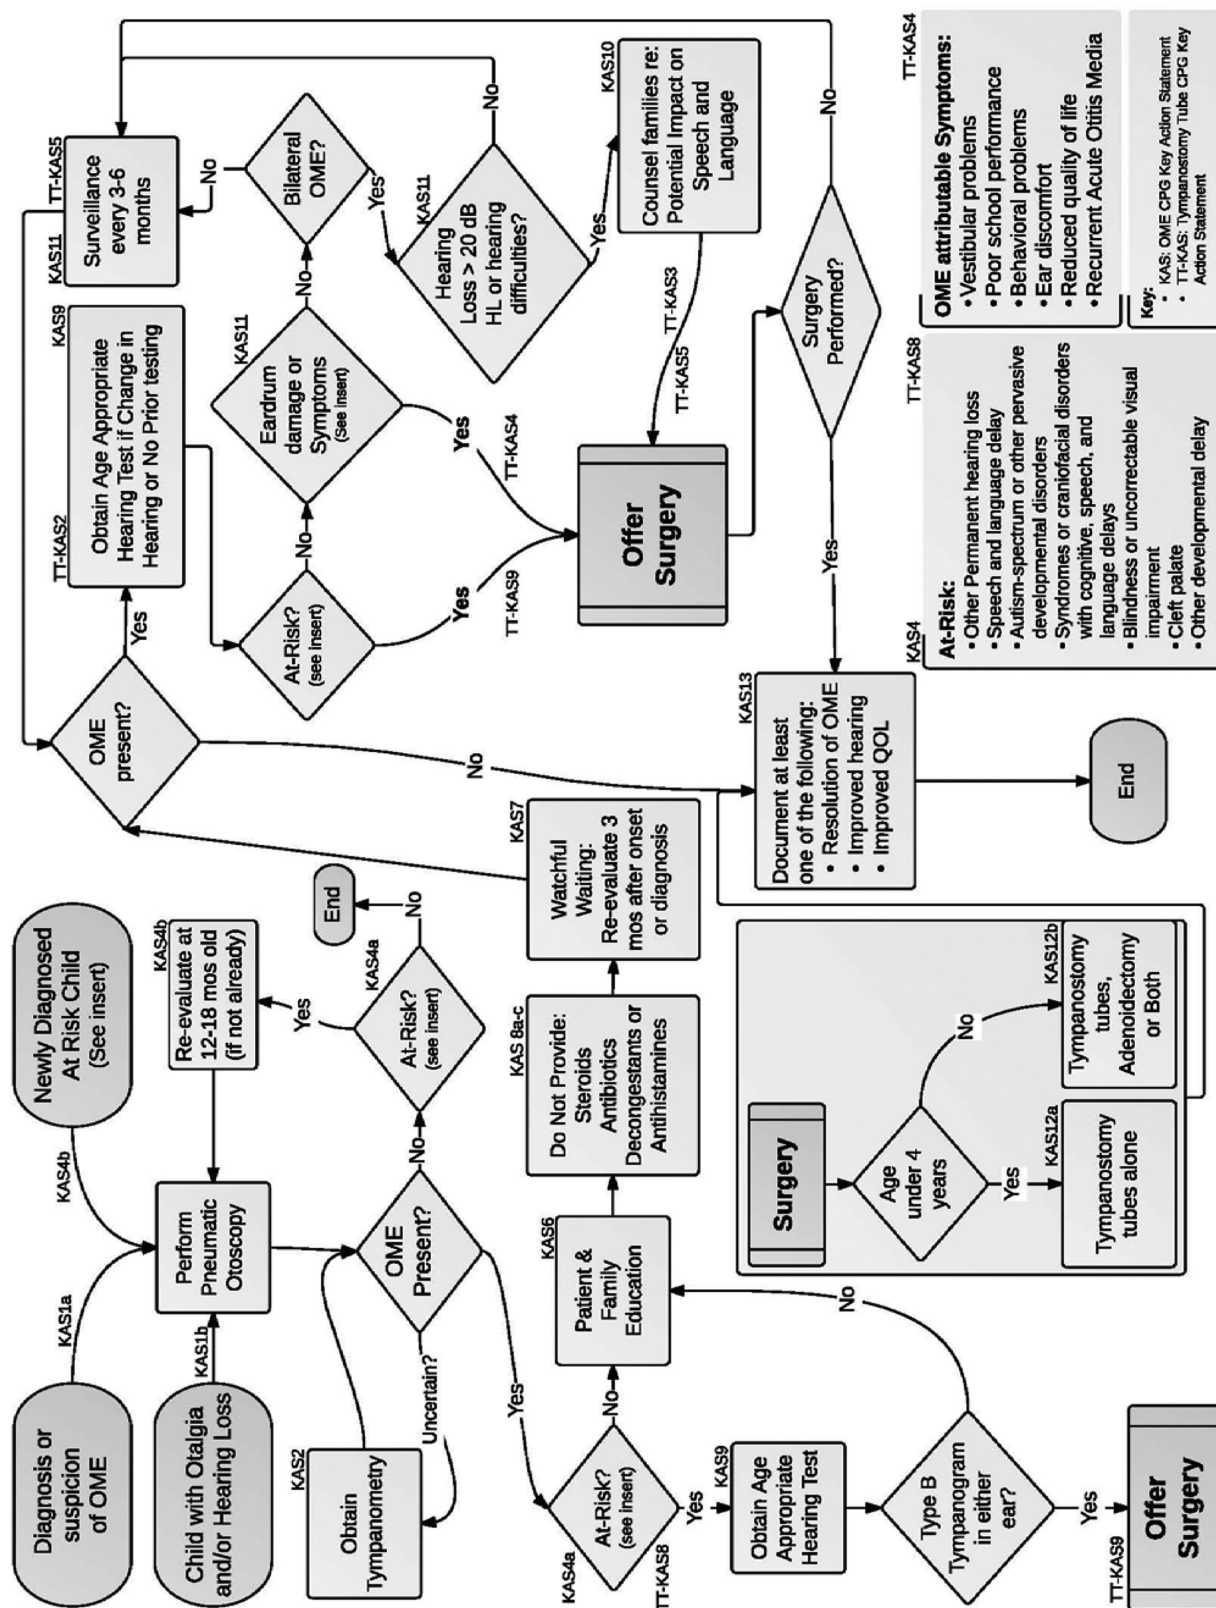 Diagnosis or
suspicion
of OME
KAS1a
Newly Diagnosed
At Risk Child
(See insert)
KAS4b
Child with Otalgia
and/or Hearing Loss
KAS1b
Perform
Pneumatic
Otoscopy
KAS4b
Re-evaluate at
12-18 mos old
(if not already)
KAS2
Obtain
Tympanometry
Uncertain?
OME
Present?
No
KAS4a
At-Risk?
(see insert)
Yes
No
End
Yes
KAS4a
At-Risk?
(see insert)
TT-KAS8
No
KAS6
Patient &
Family
Education
KAS 8a-c
Do Not Provide:
Steroids
Antibiotics
Decongestants or
Antihistamines
KAS7
Watchful
Waiting:
Re-evaluate 3
mos after onset
or diagnosis
Yes
KAS9
Obtain Age
Appropriate
Hearing Test
Type B
Tympanogram
in either
ear?
No
Yes
TT-KAS9
Offer
Surgery
Surgery
Age
under 4
years
Yes
No
KAS12a
Tympanostomy
tubes alone
KAS12b
Tympanostomy
tubes,
Adenoidectomy
or Both
OME
present?
Yes
No
TT-KAS2
KAS9
Obtain Age Appropriate
Hearing Test if Change in
Hearing or No Prior testing
KAS11
TT-KAS5
Surveillance
every 3-6
months
At-Risk?
(see Insert)
No
Yes
TT-KAS9
KAS11
Eardrum
damage or
Symptoms
(See Insert)
No
Yes
TT-KAS4
Bilateral
OME?
No
Yes
KAS11
Hearing
Loss > 20 dB
HL or hearing
difficulties?
No
Yes
KAS10
Counsel families re:
Potential Impact on
Speech and
Language
TT-KAS5
TT-KAS3
Offer
Surgery
Surgery
Performed?
No
Yes
KAS13
Document at least
one of the following:
• Resolution of OME
• Improved hearing
• Improved QOL
End
KAS4
TT-KAS8
At-Risk:
• Other Permanent hearing loss
• Speech and language delay
• Autism-spectrum or other pervasive
developmental disorders
• Syndromes or craniofacial disorders
with cognitive, speech, and
language delays
• Blindness or uncorrectable visual
impairment
• Cleft palate
• Other developmental delay
TT-KAS4
OME attributable Symptoms:
• Vestibular problems
• Poor school performance
• Behavioral problems
• Ear discomfort
• Reduced quality of life
• Recurrent Acute Otitis Media
Key:
• KAS: OME CPG Key Action Statement
• TT-KAS: Tympanostomy Tube CPG Key
Action Statement